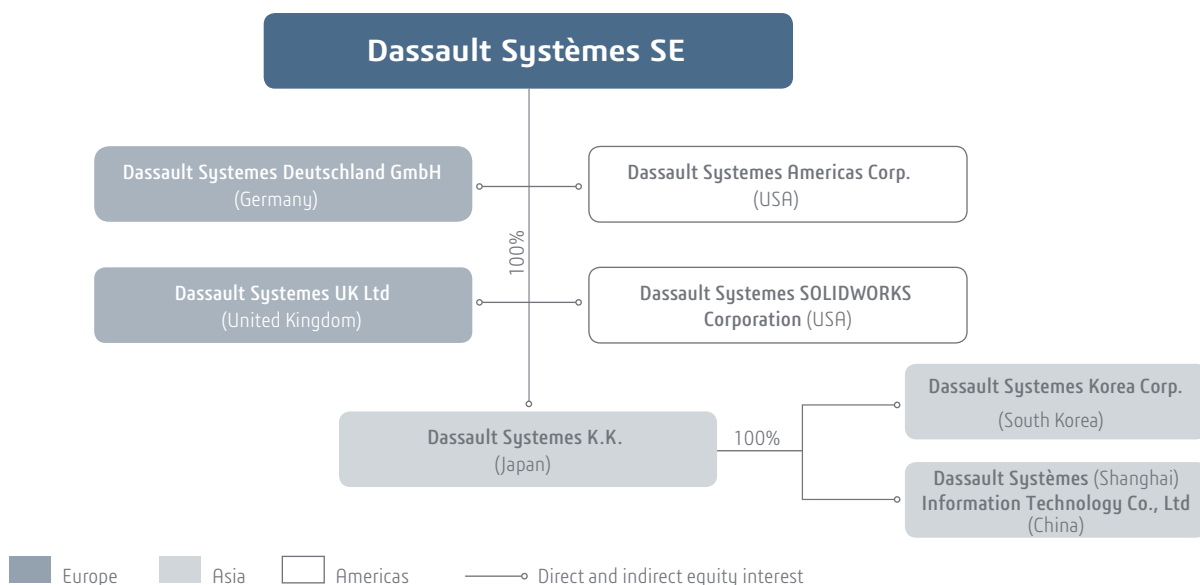 Dassault Systèmes SE
Dassault Systemes Deutschland GmbH
(Germany)
Dassault Systemes Americas Corp.
(USA)
100%
Dassault Systemes UK Ltd
(United Kingdom)
Dassault Systemes SOLIDWORKS
Corporation (USA)
Dassault Systemes K.K.
(Japan)
100%
Dassault Systemes Korea Corp.
(South Korea)
Dassault Systèmes (Shanghai)
Information Technology Co., Ltd
(China)
Europe
Asia
Americas
Direct and indirect equity interest